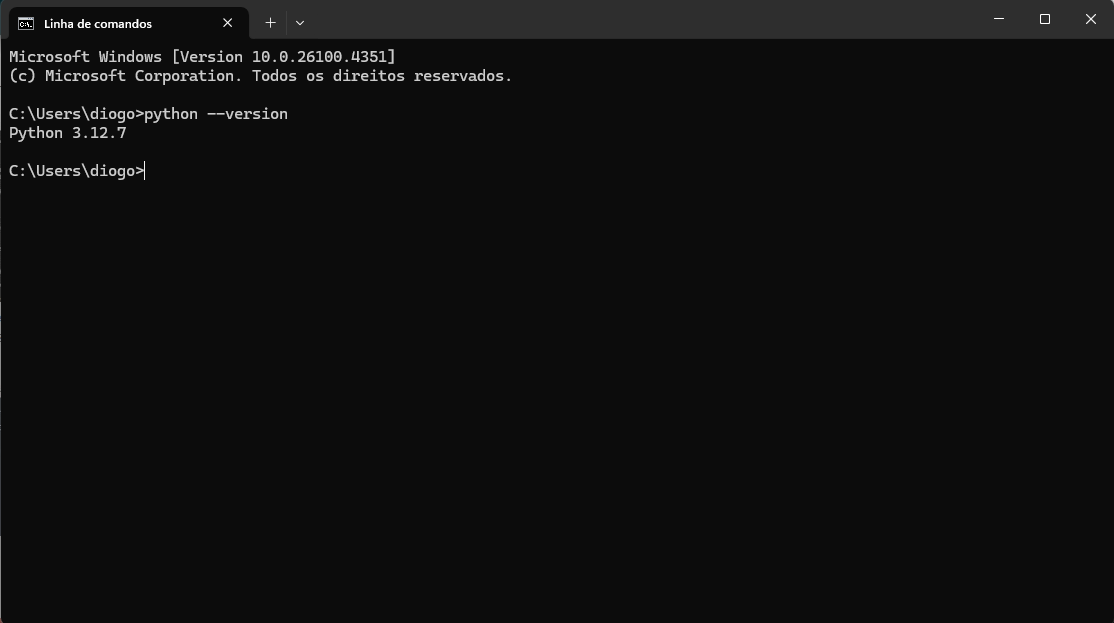 Linha de comandos
Microsoft Windows [Version 10.0.26100.4351]
(c) Microsoft Corporation. Todos os direitos reservados.
C:\Users\diogo>python --version
Python 3.12.7
C:\Users\diogo>